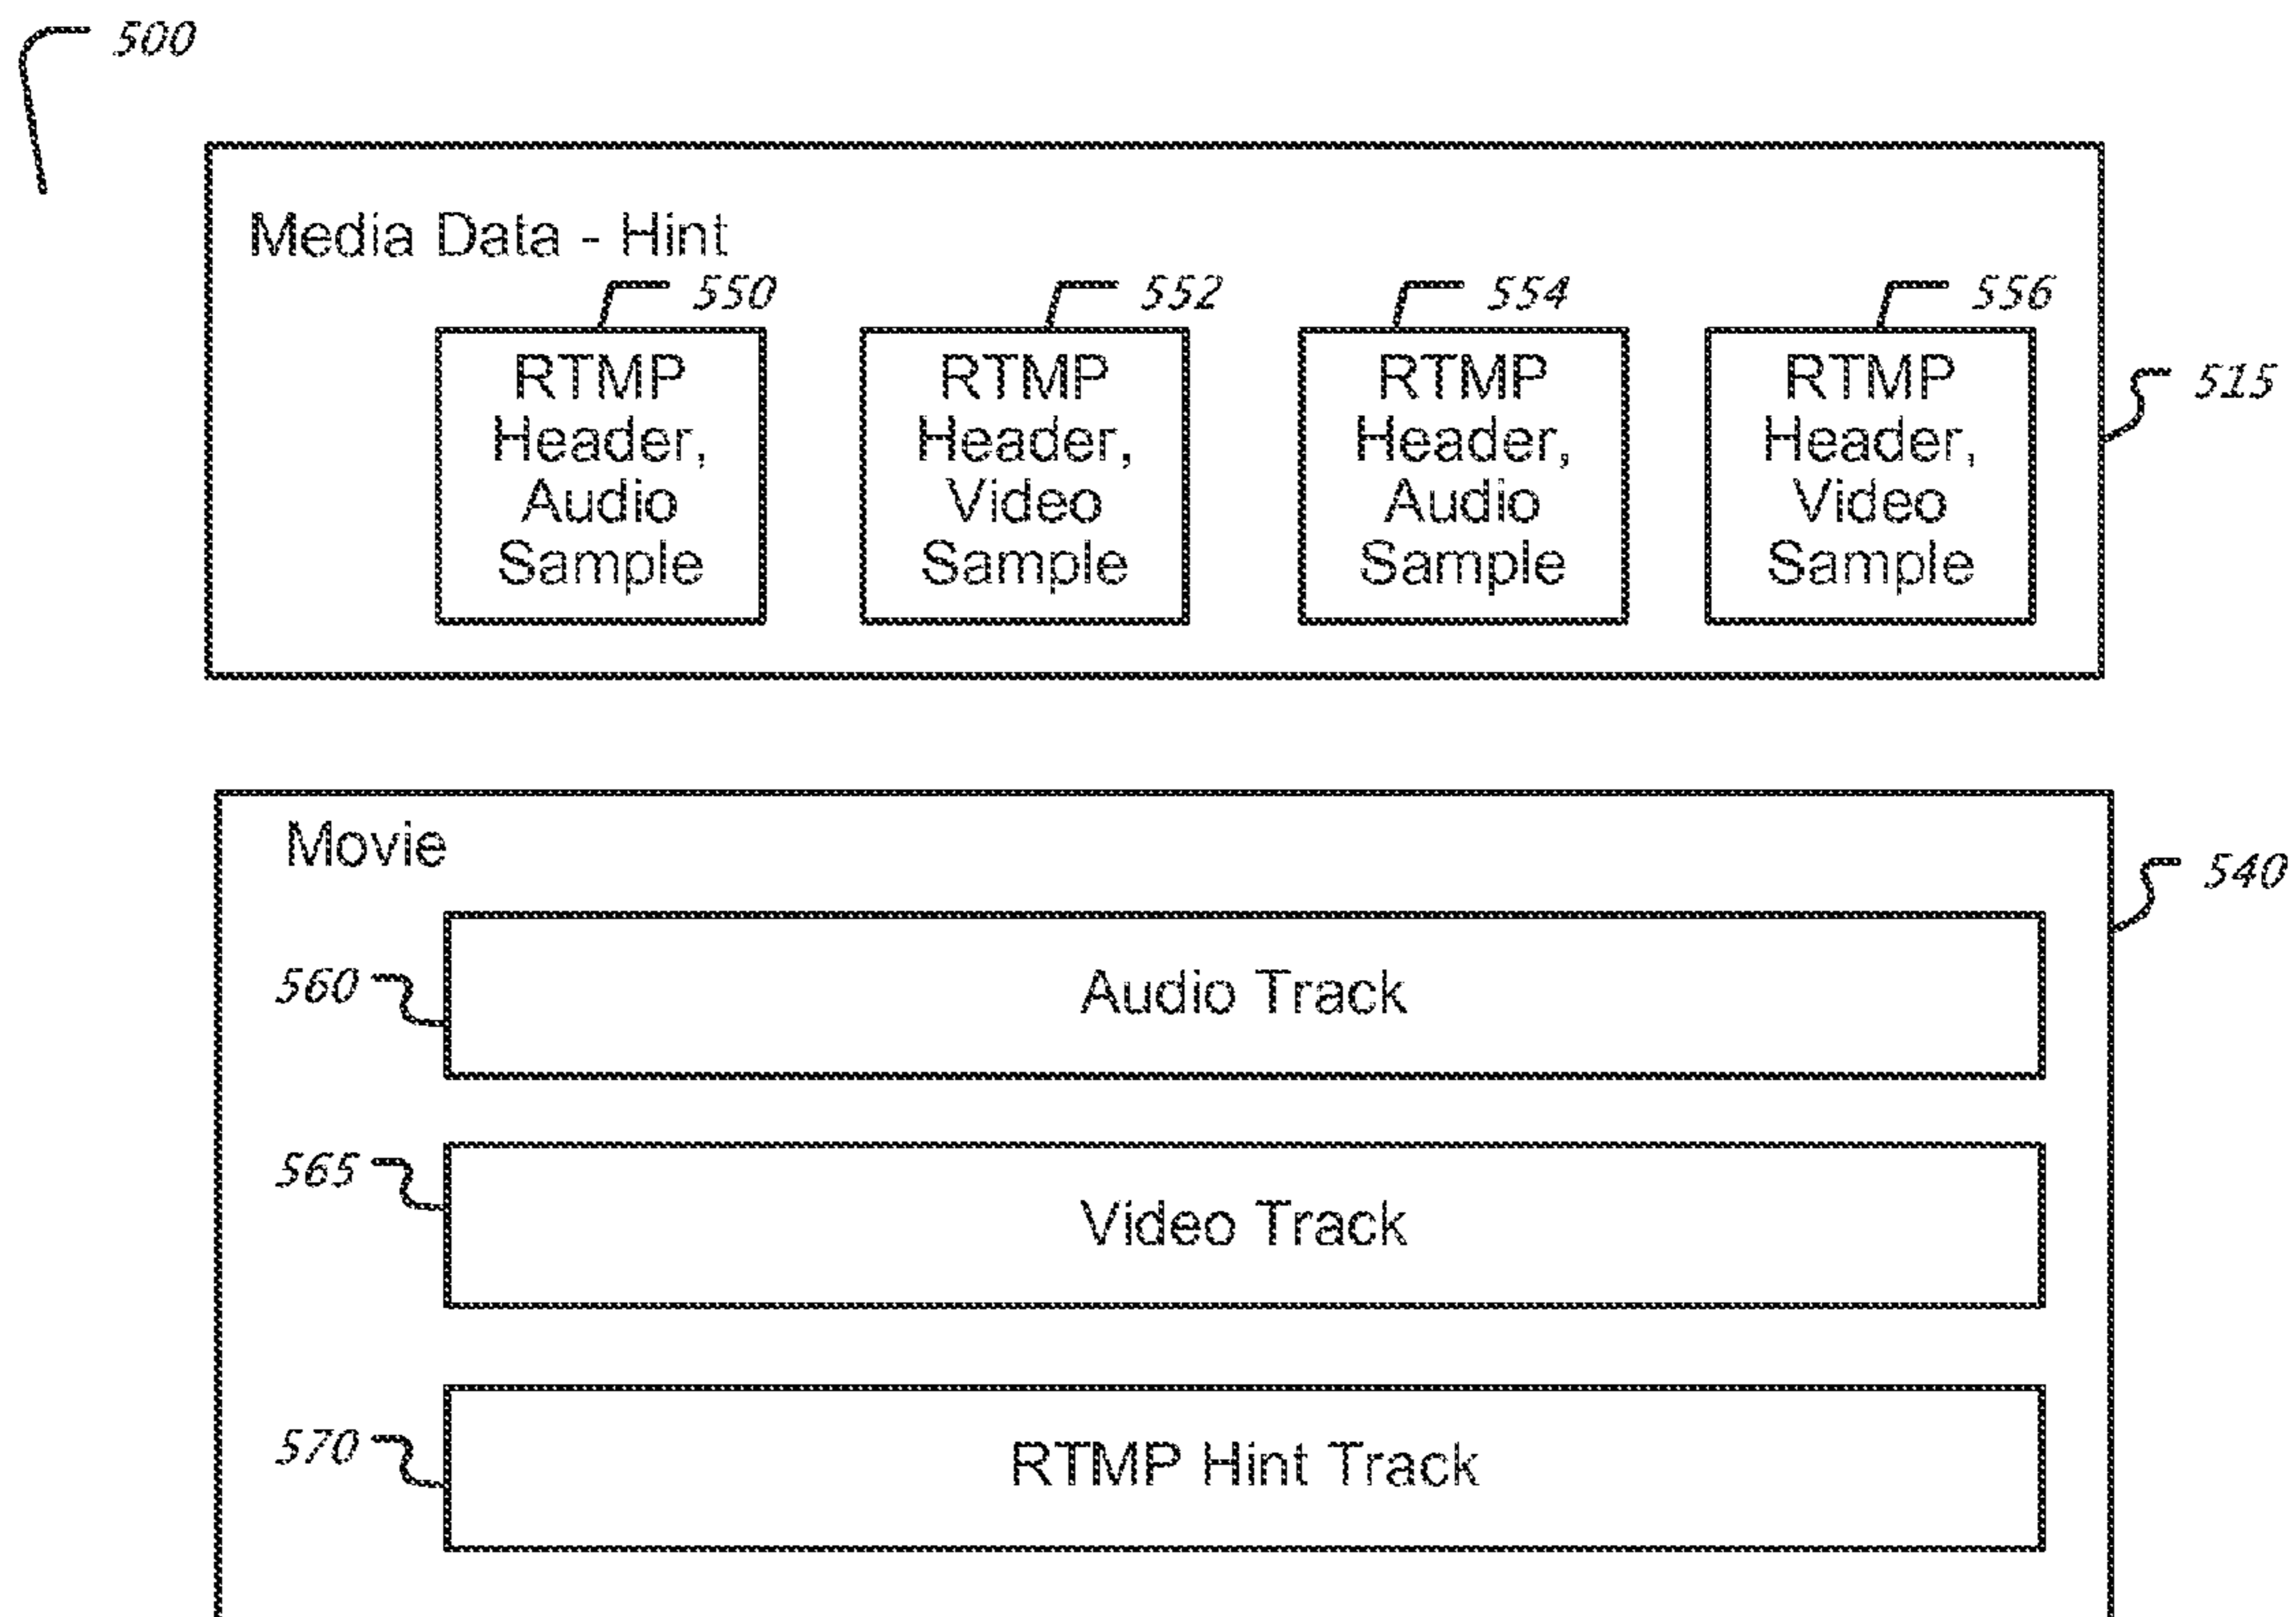 500
Media Data - Hint
550
552
554
556
RTMP
Header,
Audio
Sample
RTMP
Header,
Video
Sample
RTMP
Header,
Audio
Sample
RTMP
Header,
Video
Sample
515
Movie
540
560
Audio Track
565
Video Track
570
RTMP Hint Track